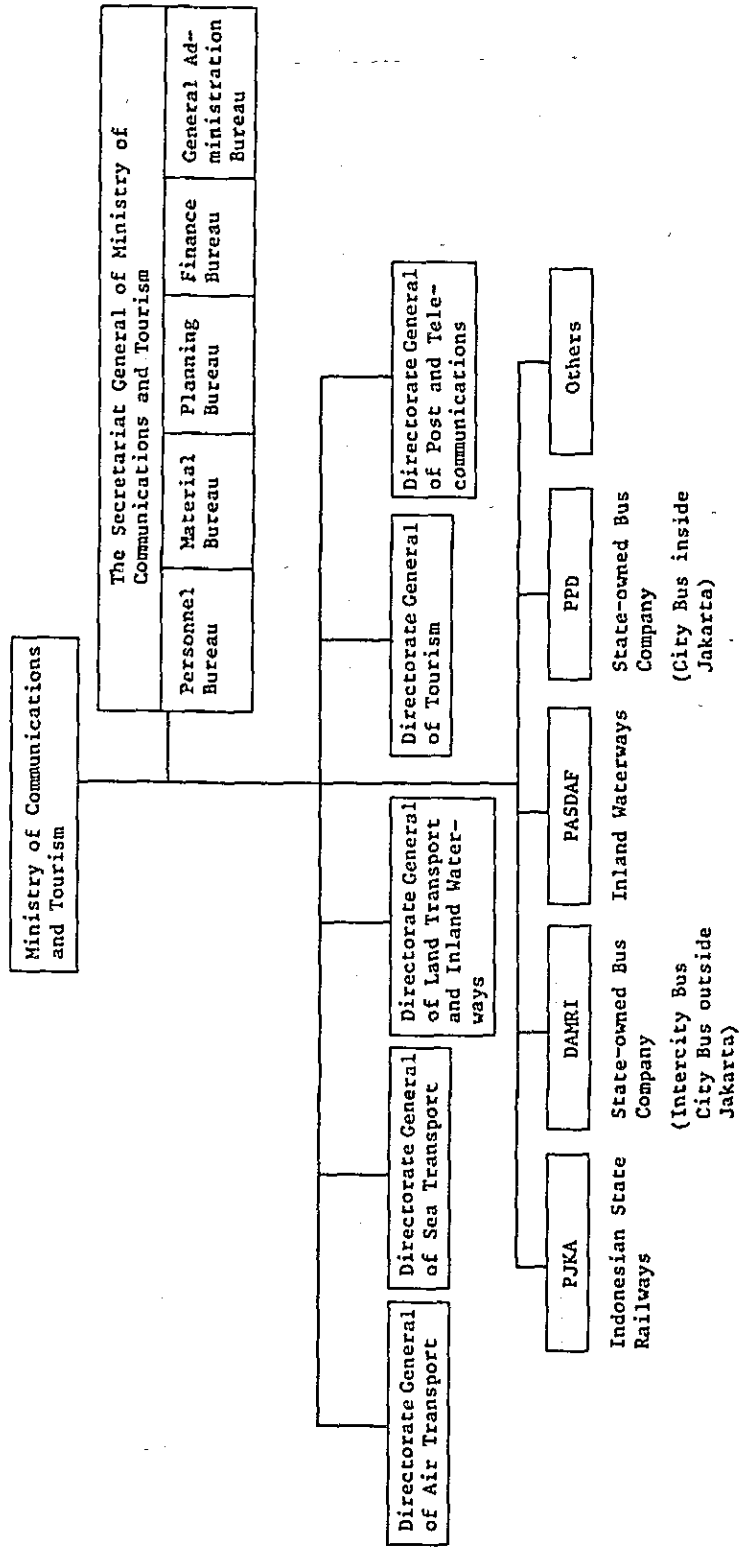 Ministry of Communications
and Tourism
The Secretariat General of Ministry of
Communications and Tourism
Personnel
Bureau
Material
Bureau
Planning
Bureau
Finance
Bureau
General Ad-
ministration
Bureau
Directorate General
of Air Transport
Directorate General
of Sea Transport
Directorate General
of Land Transport
and Inland Water-
ways
Directorate General
of Tourism
Directorate General
of Post and Tele-
communications
PJKA
Indonesian State
Railways
DAMRI
State-owned Bus
Company
(Intercity Bus
City Bus outside
Jakarta)
PASDAF
Inland Waterways
PPD
State-owned Bus
Company
(City Bus inside
Jakarta)
Others